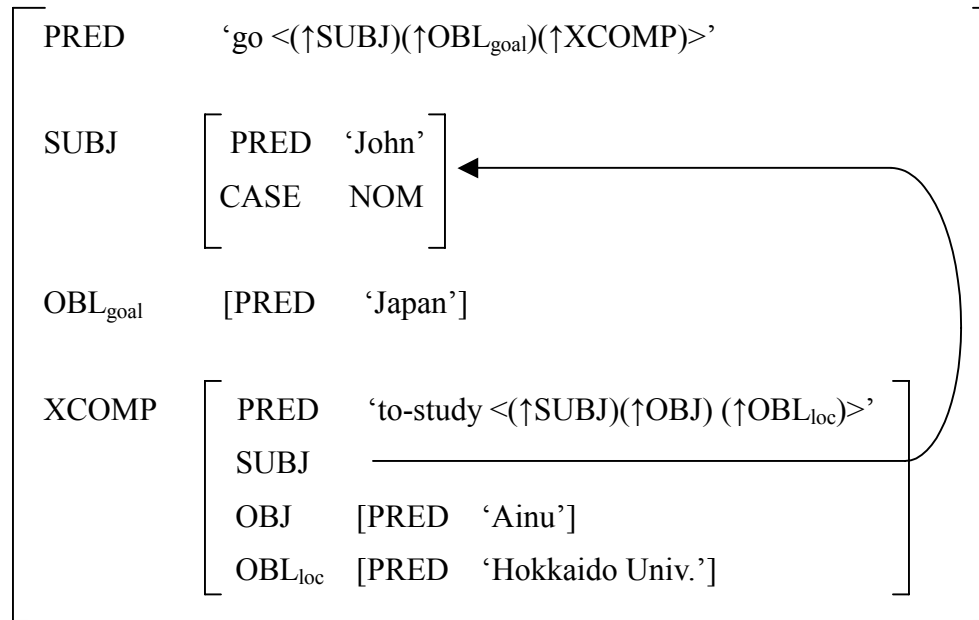 PRED ‘go <(↑SUBJ)(↑OBLgoal)(↑XCOMP)>’
SUBJ PRED ‘John’
CASE NOM
OBLgoal [PRED ‘Japan’]
XCOMP PRED ‘to-study <(↑SUBJ)(↑OBJ) (↑OBLloc)>’
SUBJ
OBJ [PRED ‘Ainu’]
OBLloc [PRED ‘Hokkaido Univ.’]